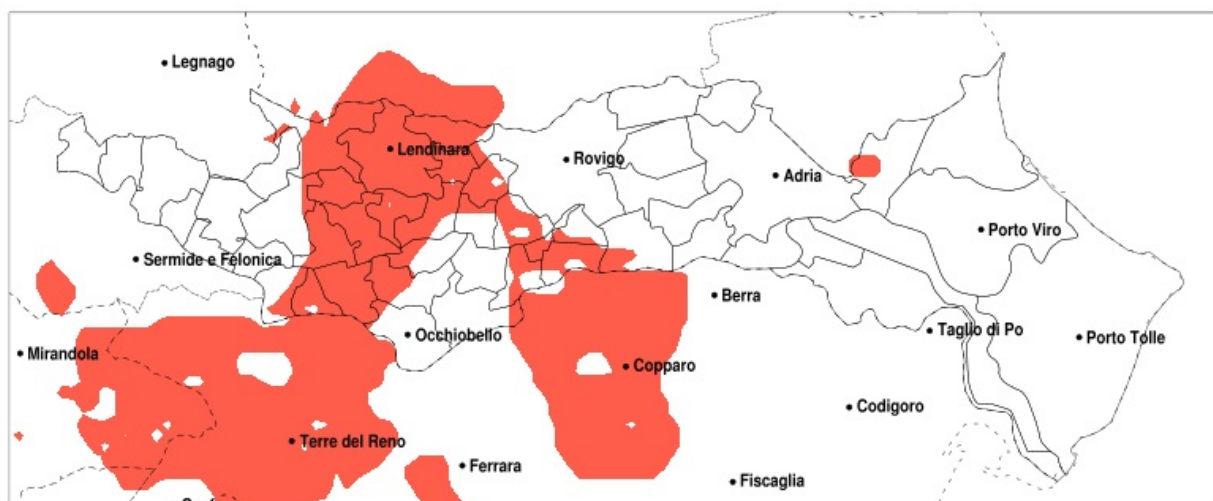 Legnago
Lendinara
Rovigo
Adria
Porto Viro
Sermide e Felonica
Berra
Taglio di Po
Porto Tolle
Occhiobello
Mirandola
Coppar​o
Codigoro
Terre del Reno
Ferrara
Fiscaglia